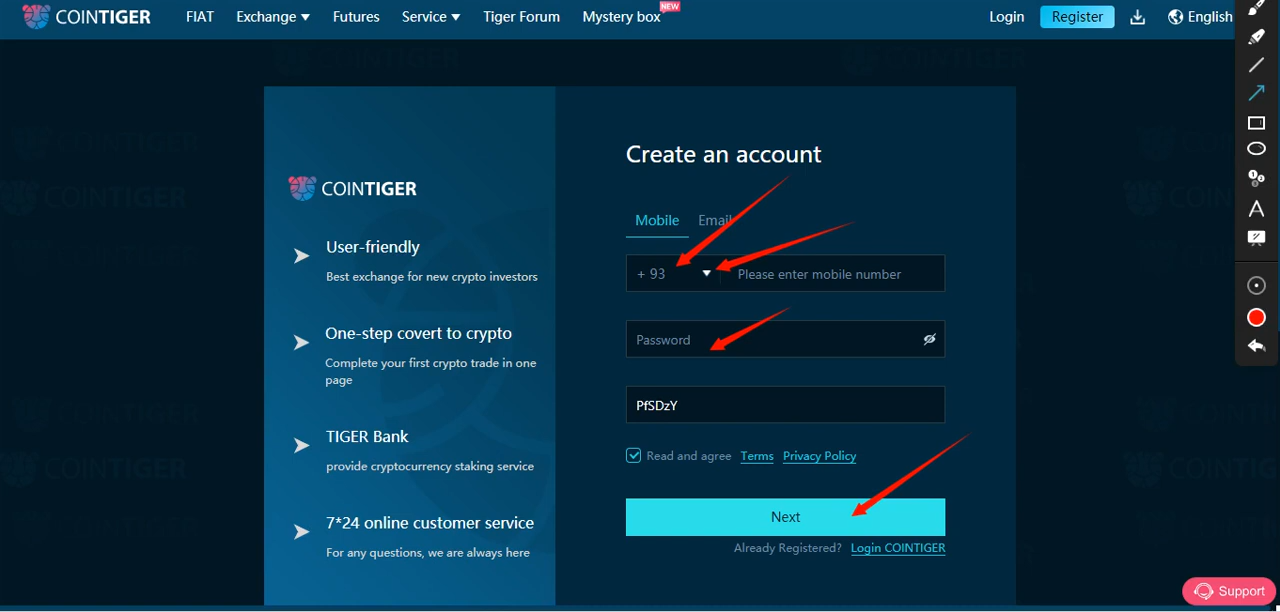 COINTIGER FIAT Exchange Futures Service Tiger Forum Mystery box NEW Login Register English
COINTIGER
User-friendly
Best exchange for new crypto investors
One-step covert to crypto
Complete your first crypto trade in one
page
TIGER Bank
provide cryptocurrency staking service
7*24 online customer service
For any questions, we are always here
Create an account
Mobile Email
+ 93 Please enter mobile number
Password
PfSDzY
Read and agree Terms Privacy Policy
Next
Already Registered? Login COINTIGER
Support